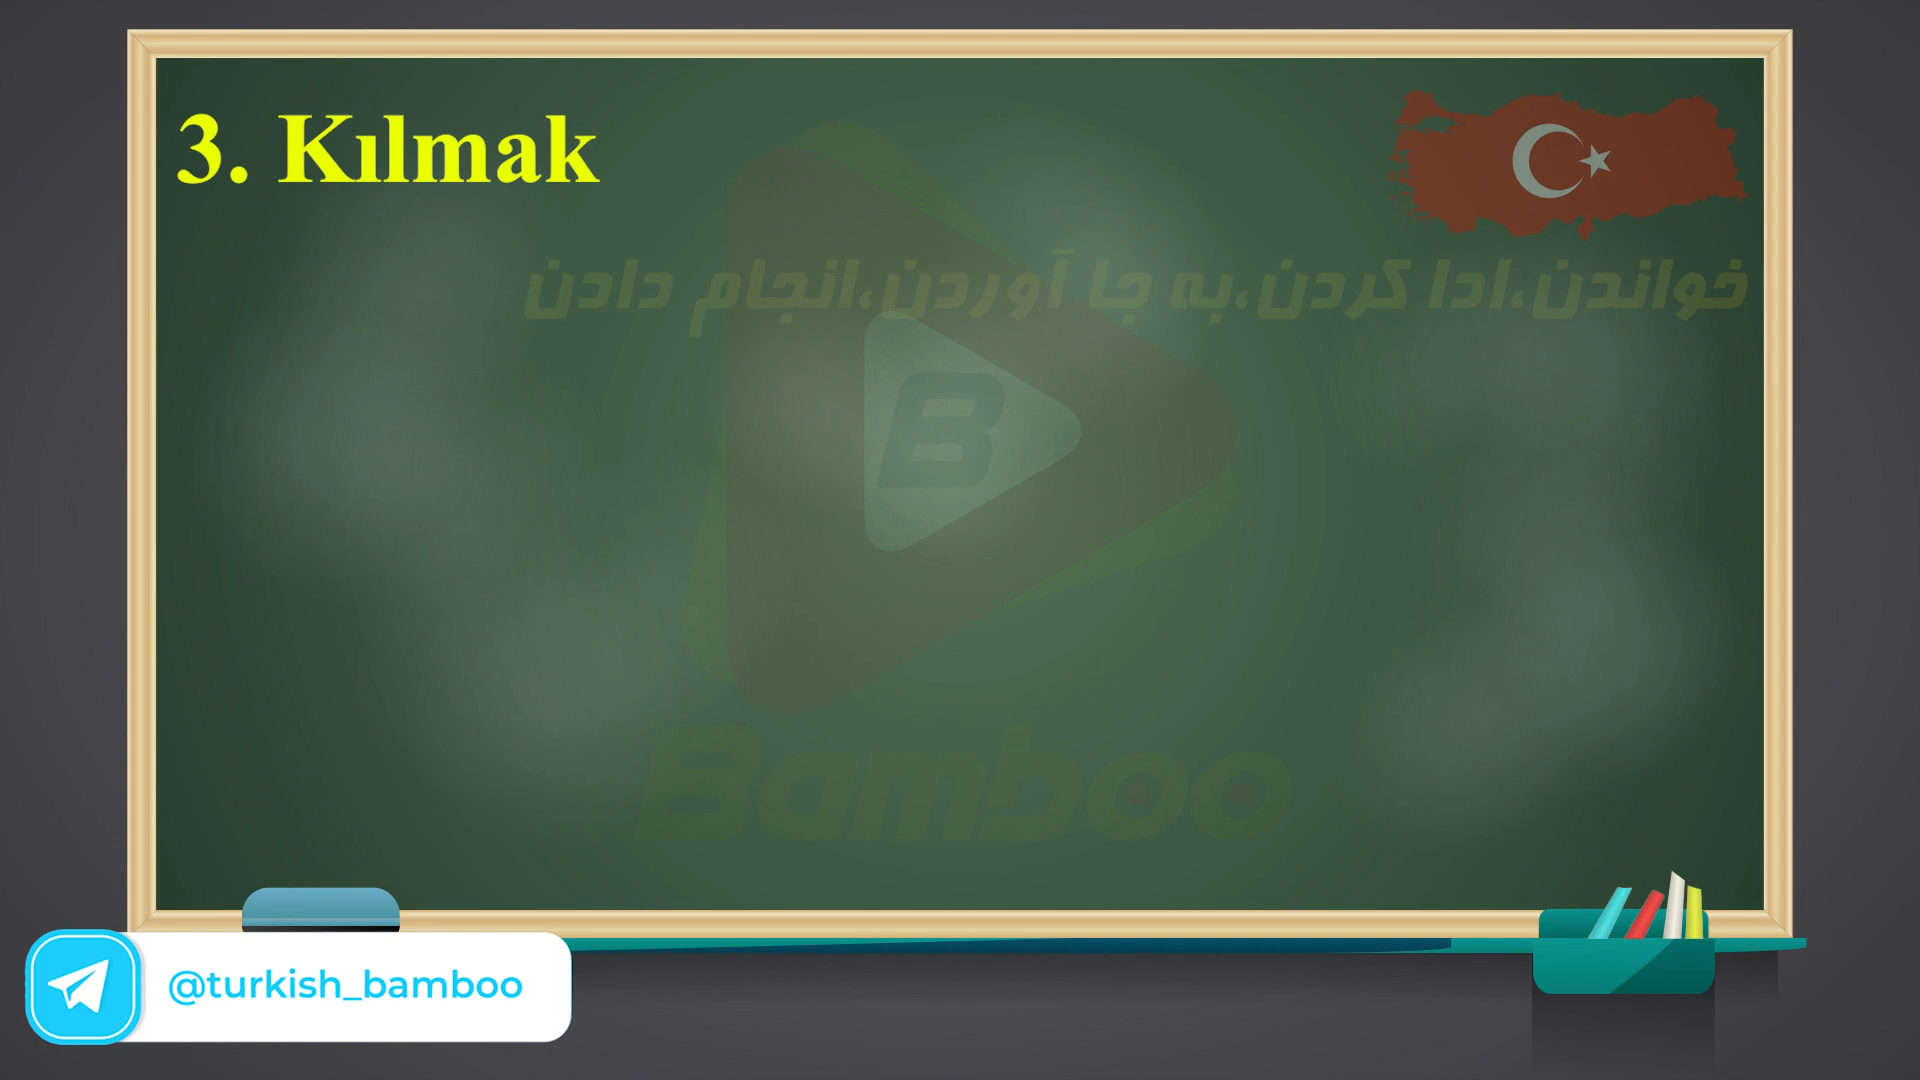 3. Kılmak
خواندن،ادا کردن،به جا آوردن،انجام دادن
B
Bamboo
@turkish_bamboo